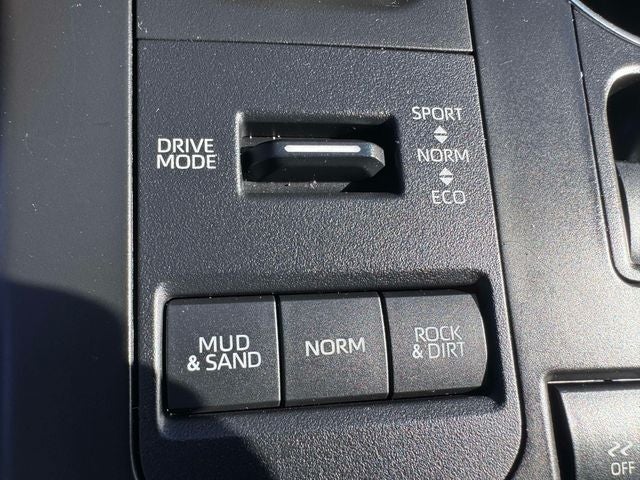 DRIVE
MODE
SPORT
NORM
ECO
MUD
& SAND
NORM
ROCK
& DIRT
OFF